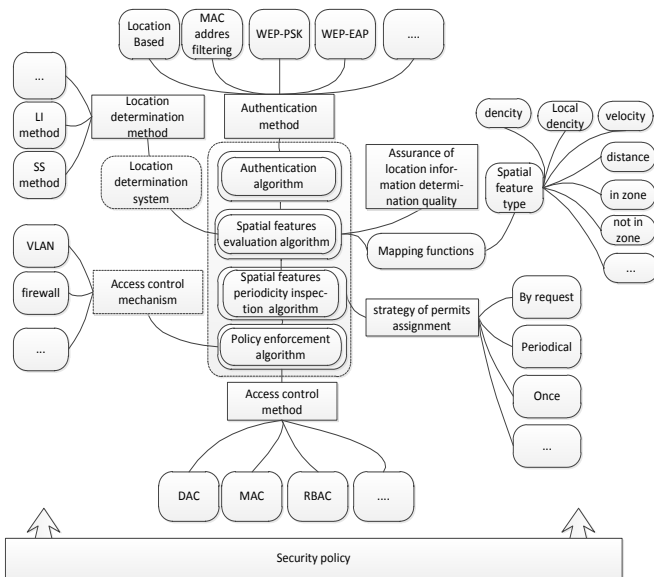 Location
Based
MAC
addres
filtering
WEP-PSK
WEP-EAP
....
...
LI
method
SS
method
Location
determination
method
Authentication
method
Location
determination
system
Authentication
algorithm
Spatial features
evaluation algorithm
Spatial features
periodicity inspec-
tion algorithm
Policy enforcement
algorithm
Assurance of
location infor-
mation determi-
nation quality
Mapping functions
Spatial
feature
type
dencity
Local
dencity
velocity
distance
in zone
not in
zone
...
VLAN
firewall
...
Access control
mechanism
strategy of permits
assignment
By request
Periodical
Once
...
Access control
method
DAC
MAC
RBAC
....
Security policy